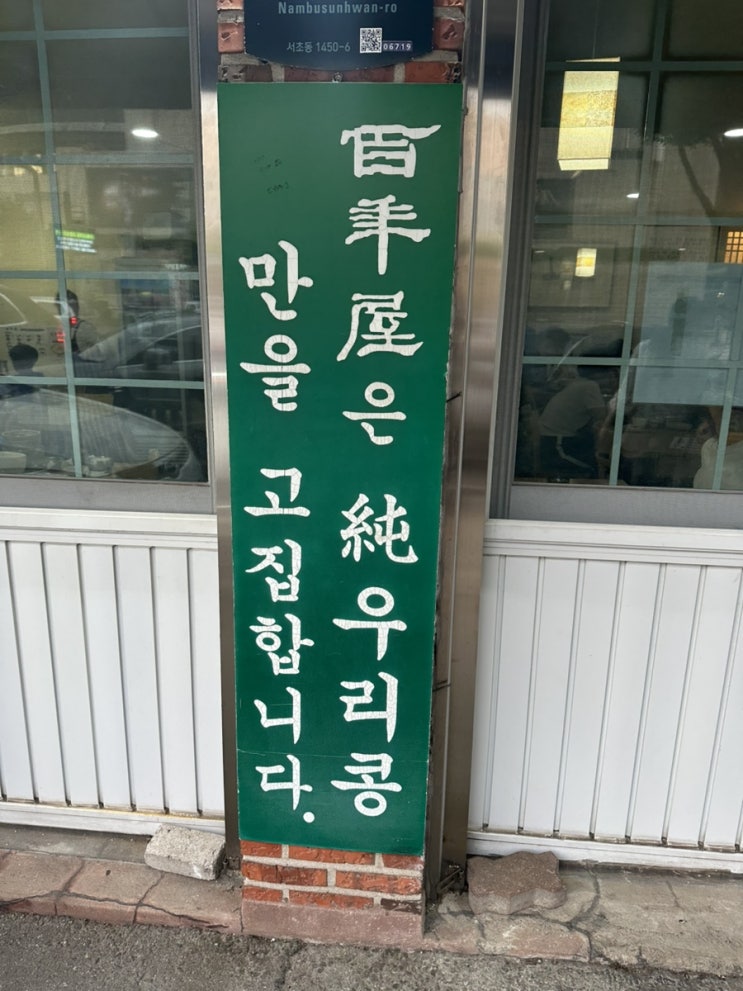 Nambusunhwan-ro
서초동 1450-6
06719
百年屋은 純우리콩
만을 고집합니다.